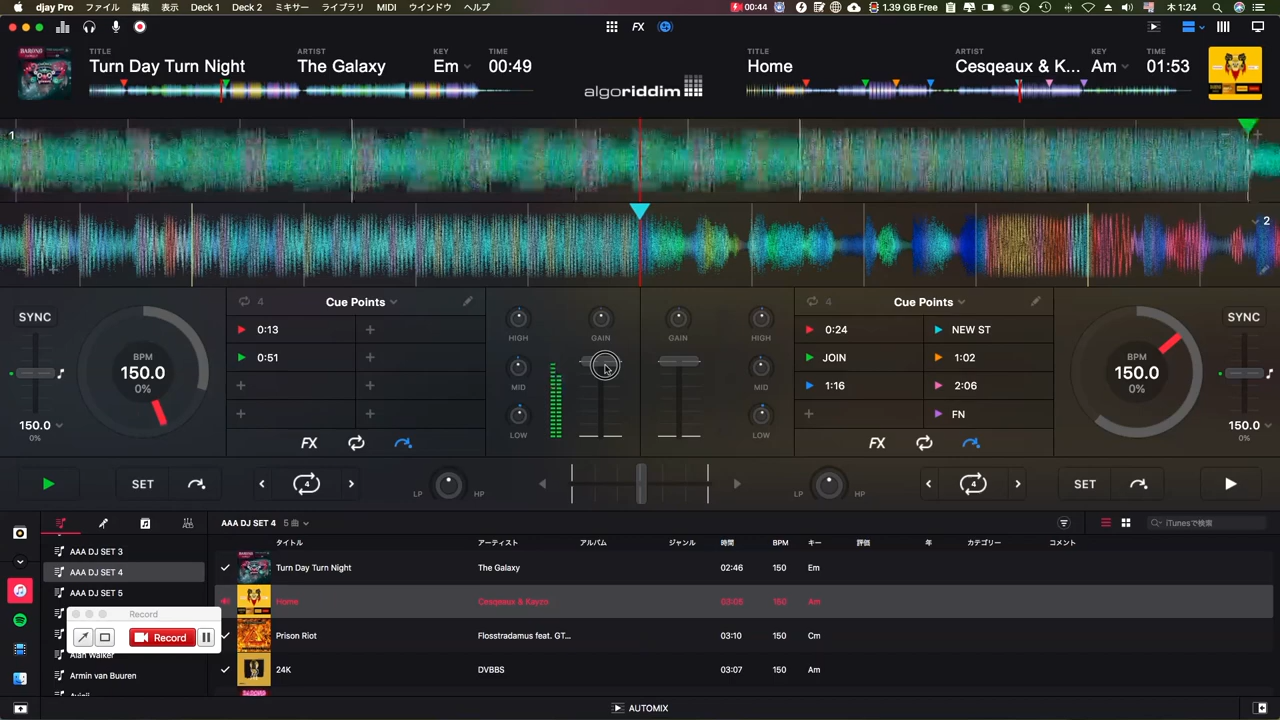 djay Pro ファイル 編集 表示 Deck 1 Deck 2 ミキサー ライブラリ MIDI ウインドウ ヘルプ 00:44 1.39 GB Free 木 1:24
FX
TITLE ARTIST KEY TIME
Turn Day Turn Night The Galaxy Em 00:49
algoriddim
TITLE ARTIST KEY TIME
Home Cesqeaux & K... Am 01:53
1
2
SYNC
BPM
150.0
0%
150.0
0%
4 Cue Points
0:13
0:51
FX
HIGH GAIN GAIN HIGH
MID MID
LOW LOW
4 Cue Points
0:24 NEW ST
JOIN 1:02
1:16 2:06
FN
FX
SYNC
BPM
150.0
0%
150.0
0%
SET 4 LP HP LP HP 4 SET
AAA DJ SET 4 5 曲 iTunesで検索
タイトル アーティスト アルバム ジャンル 時間 BPM キー 評価 年 カテゴリー コメント
AAA DJ SET 3
AAA DJ SET 4
AAA DJ SET 5
Record
Record
Alan Walker
Armin van Buuren
Turn Day Turn Night The Galaxy 02:46 150 Em
Home Cesqeaux & Kayzo 03:06 150 Am
Prison Riot Flosstradamus feat. GT... 03:10 150 Cm
24K DVBBS 03:07 150 Am
AUTOMIX